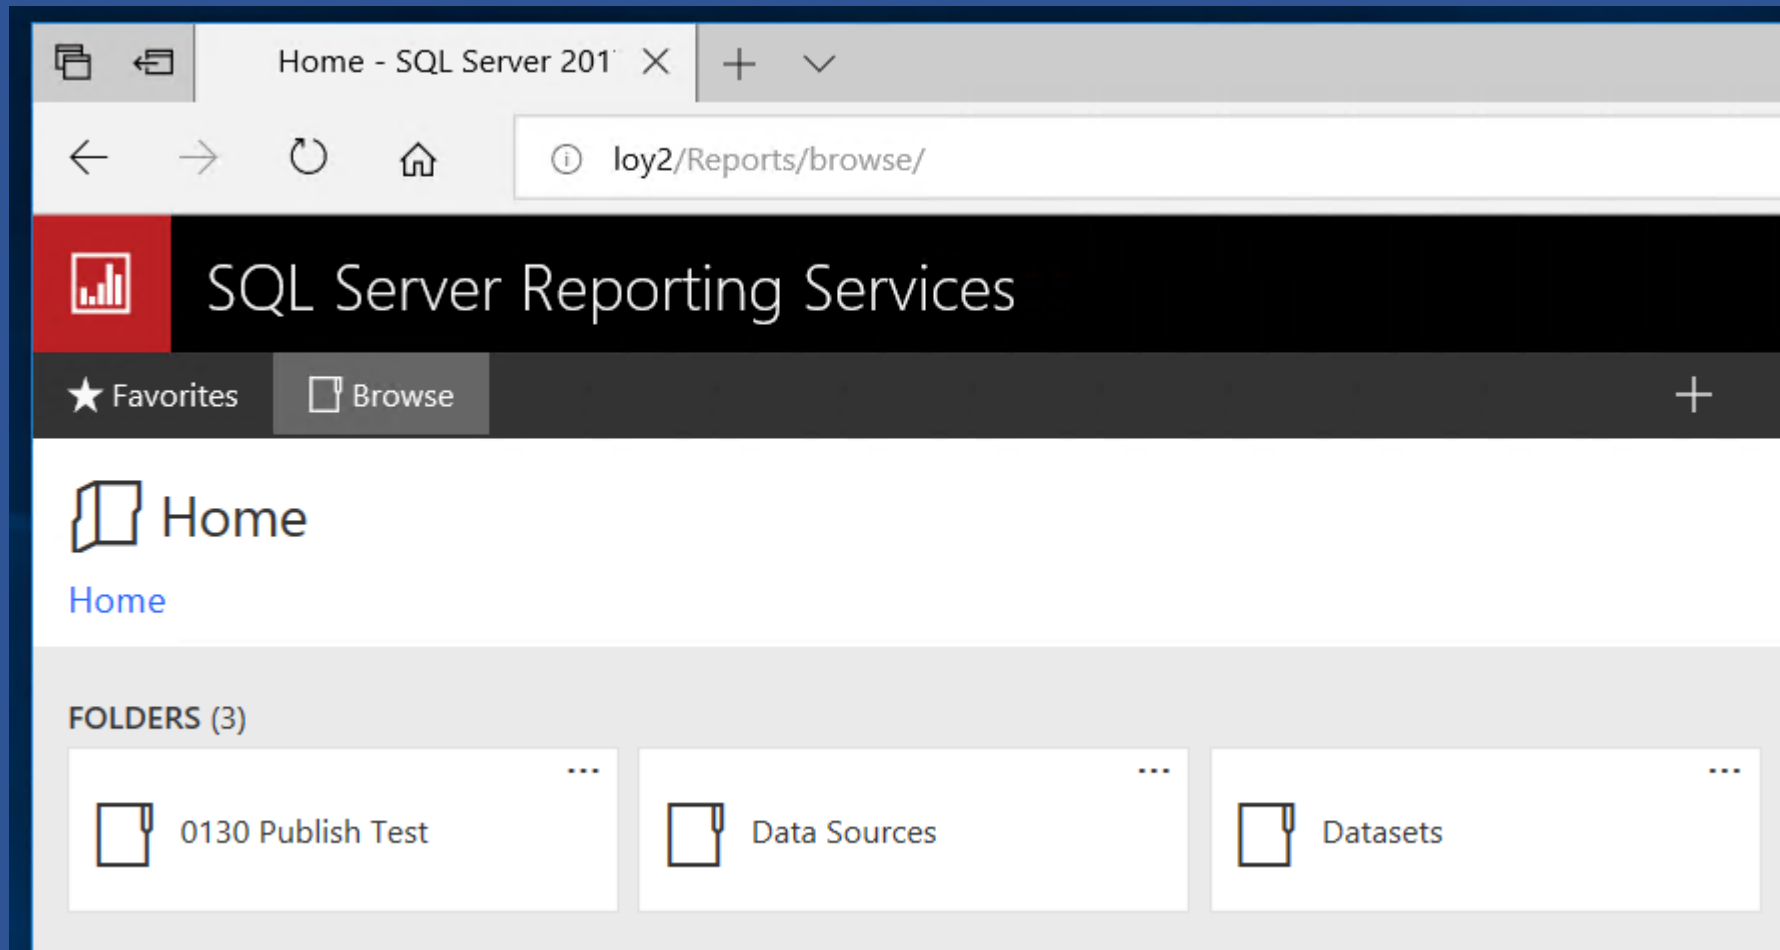 Home - SQL Server 201
loy2/Reports/browse/
SQL Server Reporting Services
Favorites Browse
Home
Home
FOLDERS (3)
0130 Publish Test Data Sources Datasets